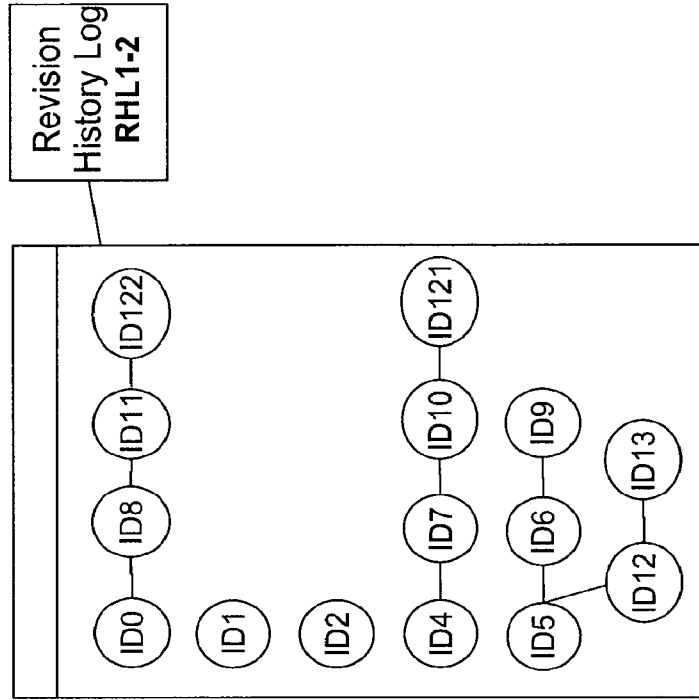 Revision
History Log
RHL1-2
ID0 ID8 ID11 ID122
ID1
ID2
ID4 ID7 ID10 ID121
ID5 ID6 ID9
ID12 ID13